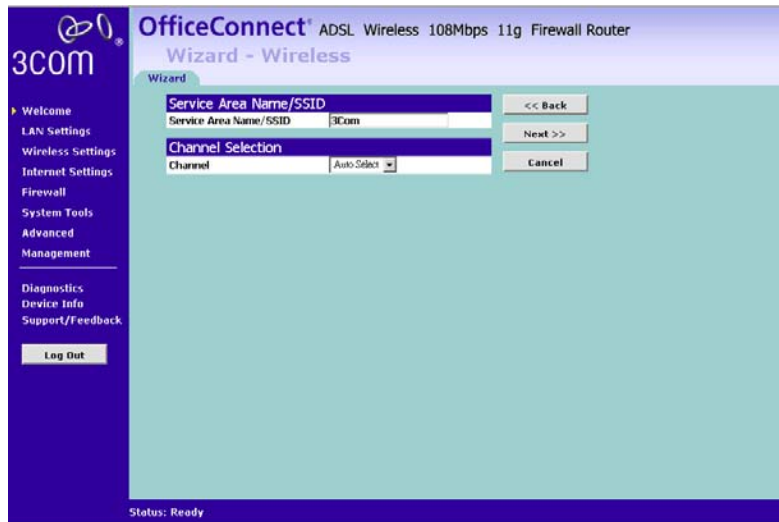 3COM
OfficeConnect® ADSL Wireless 108Mbps 11g Firewall Router
Wizard - Wireless
Wizard
Welcome
LAN Settings
Wireless Settings
Internet Settings
Firewall
System Tools
Advanced
Management
Diagnostics
Device Info
Support/Feedback
Log Out
Service Area Name/SSID
Service Area Name/SSID 3Com
Channel Selection
Channel Auto Select
<< Back
Next >>
Cancel
Status: Ready